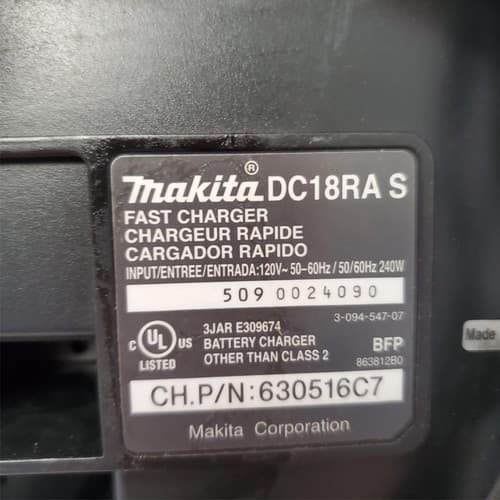 makita® DC18RA S
FAST CHARGER
CHARGEUR RAPIDE
CARGADOR RAPIDO
INPUT/ENTREE/ENTRADA:120V~ 50-60Hz / 50/60Hz 240W
509 0024090
3-094-547-07
C UL US LISTED
3JAR E309674
BATTERY CHARGER
OTHER THAN CLASS 2
BFP
863812B0
CH.P/N:630516C7
Makita Corporation
Made